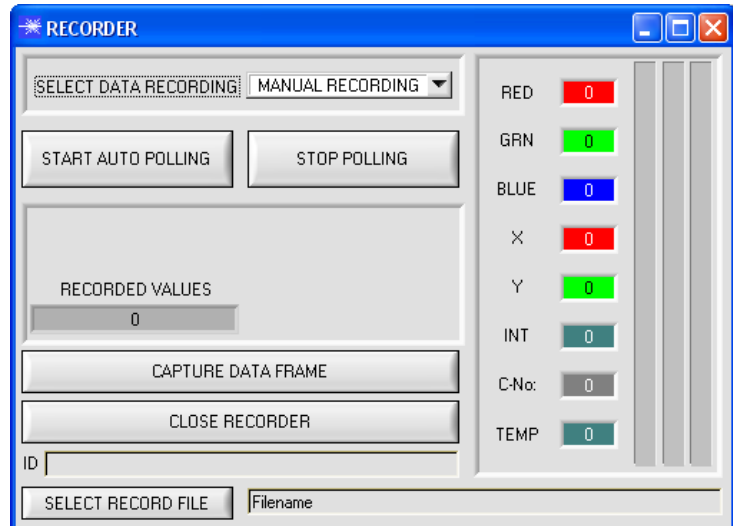 RECORDER
SELECT DATA RECORDING MANUAL RECORDING
START AUTO POLLING STOP POLLING
RECORDED VALUES
0
CAPTURE DATA FRAME
CLOSE RECORDER
ID
SELECT RECORD FILE Filename
RED 0
GRN 0
BLUE 0
X 0
Y 0
INT 0
C-No: 0
TEMP 0